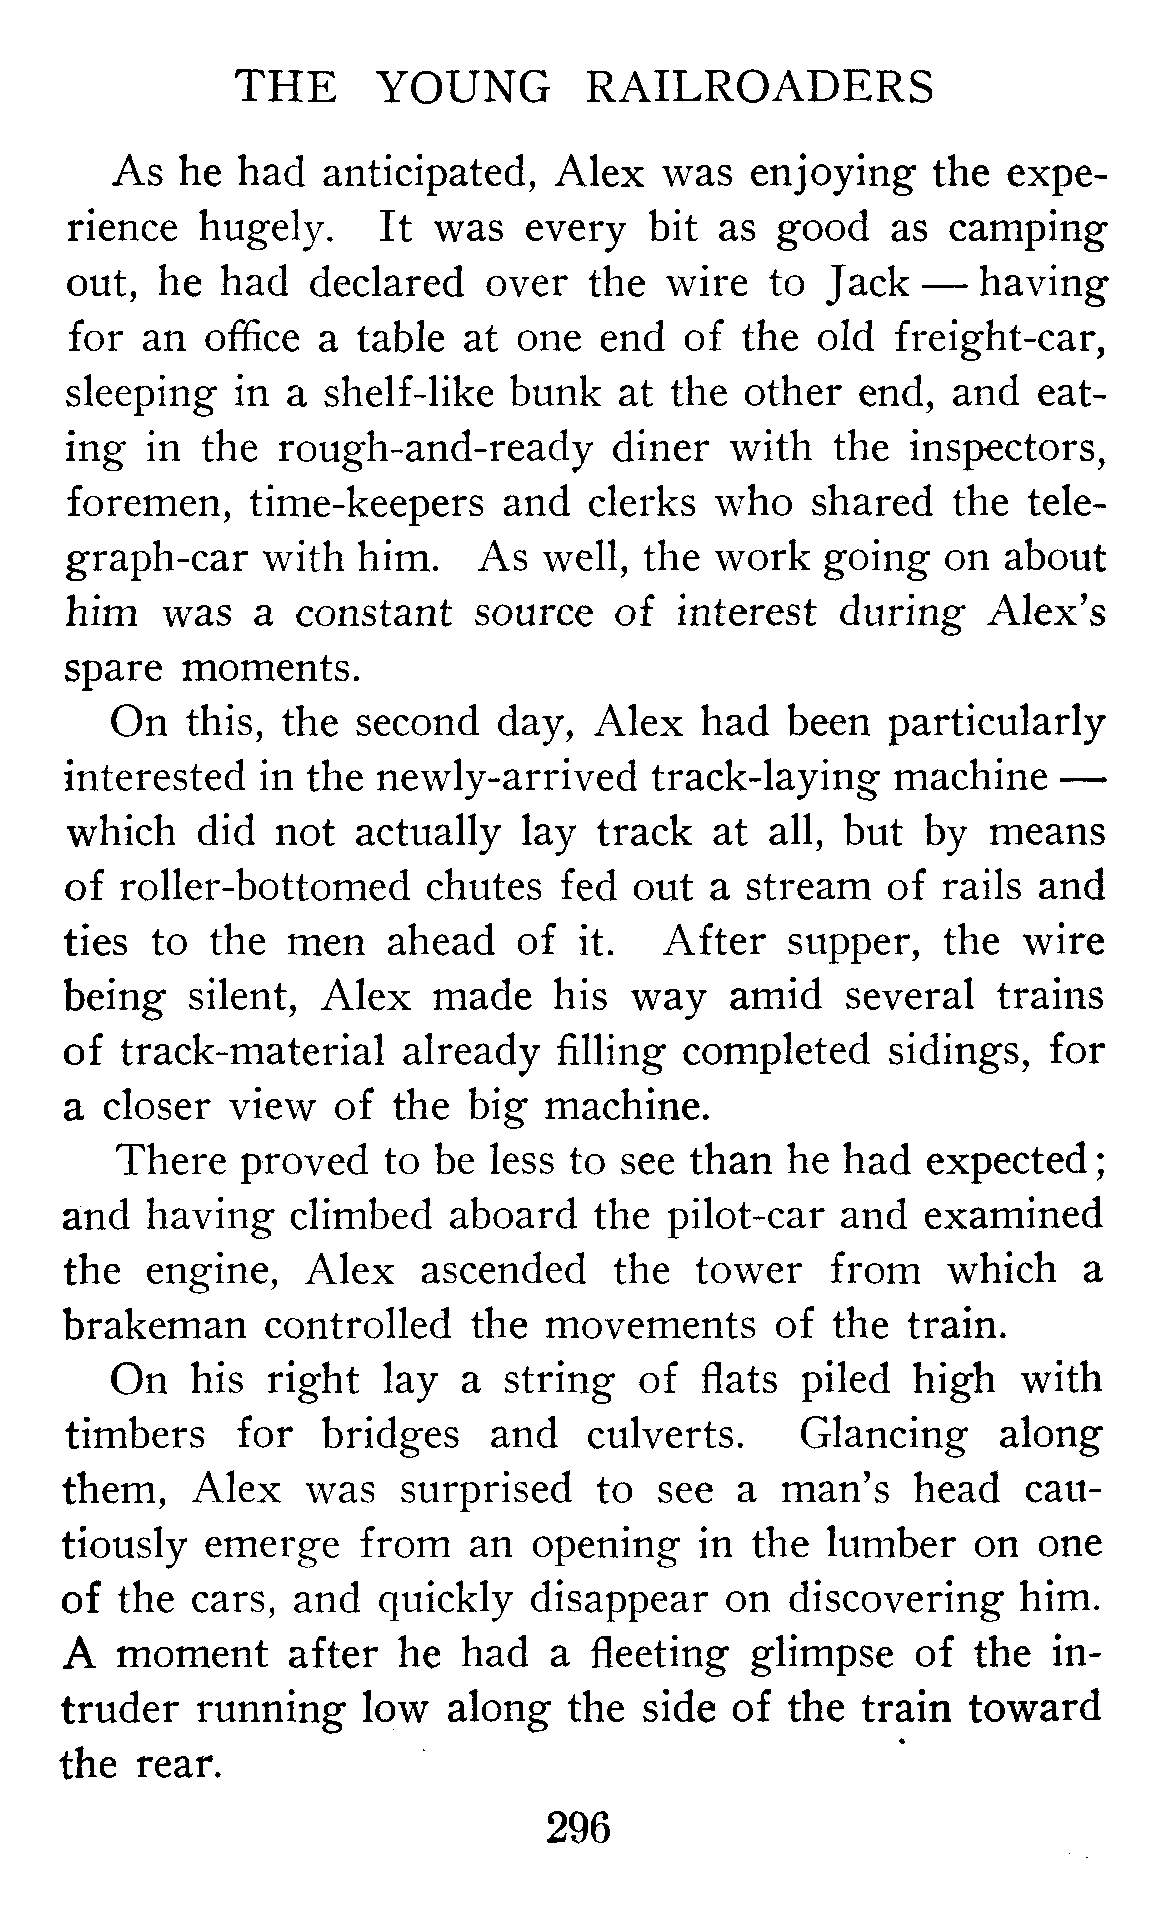 THE YOUNG RAILROADERS
As he had anticipated, Alex was enjoying the expe-
rience hugely. It was every bit as good as camping
out, he had declared over the wire to Jack — having
for an office a table at one end of the old freight-car,
sleeping in a shelf-like bunk at the other end, and eat-
ing in the rough-and-ready diner with the inspectors,
foremen, time-keepers and clerks who shared the tele-
graph-car with him. As well, the work going on about
him was a constant source of interest during Alex's
spare moments.
On this, the second day, Alex had been particularly
interested in the newly-arrived track-laying machine —
which did not actually lay track at all, but by means
of roller-bottomed chutes fed out a stream of rails and
ties to the men ahead of it. After supper, the wire
being silent, Alex made his way amid several trains
of track-material already filling completed sidings, for
a closer view of the big machine.
There proved to be less to see than he had expected;
and having climbed aboard the pilot-car and examined
the engine, Alex ascended the tower from which a
brakeman controlled the movements of the train.
On his right lay a string of flats piled high with
timbers for bridges and culverts. Glancing along
them, Alex was surprised to see a man's head cau-
tiously emerge from an opening in the lumber on one
of the cars, and quickly disappear on discovering him.
A moment after he had a fleeting glimpse of the in-
truder running low along the side of the train toward
the rear.
296